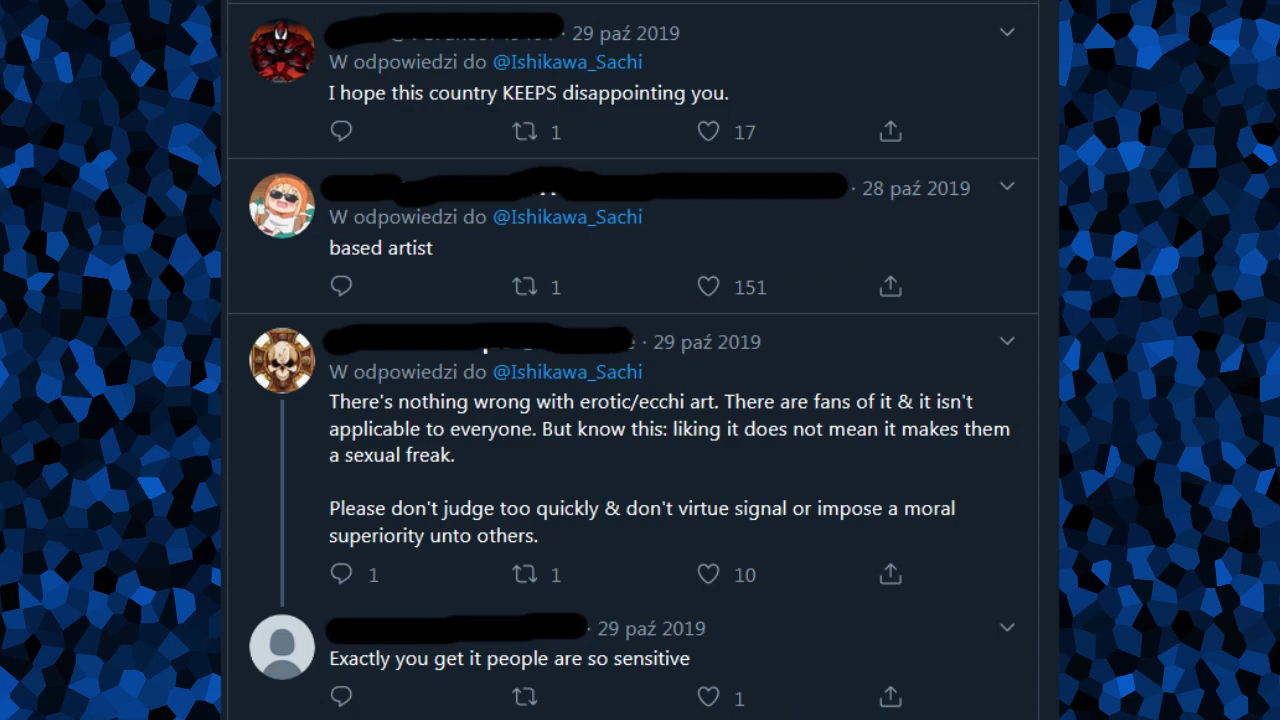 · 29 paź 2019
W odpowiedzi do @Ishikawa_Sachi
I hope this country KEEPS disappointing you.
1 17
· 28 paź 2019
W odpowiedzi do @Ishikawa_Sachi
based artist
1 151
· 29 paź 2019
W odpowiedzi do @Ishikawa_Sachi
There's nothing wrong with erotic/ecchi art. There are fans of it & it isn't
applicable to everyone. But know this: liking it does not mean it makes them
a sexual freak.
Please don't judge too quickly & don't virtue signal or impose a moral
superiority unto others.
1 1 10
· 29 paź 2019
Exactly you get it people are so sensitive
1